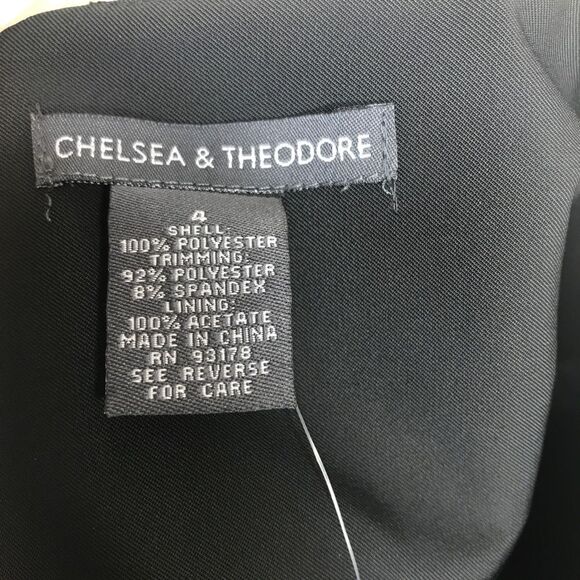 CHELSEA & THEODORE
4
SHELL:
100% POLYESTER
TRIMMING:
92% POLYESTER
8% SPANDEX
LINING:
100% ACETATE
MADE IN CHINA
RN 93178
SEE REVERSE
FOR CARE